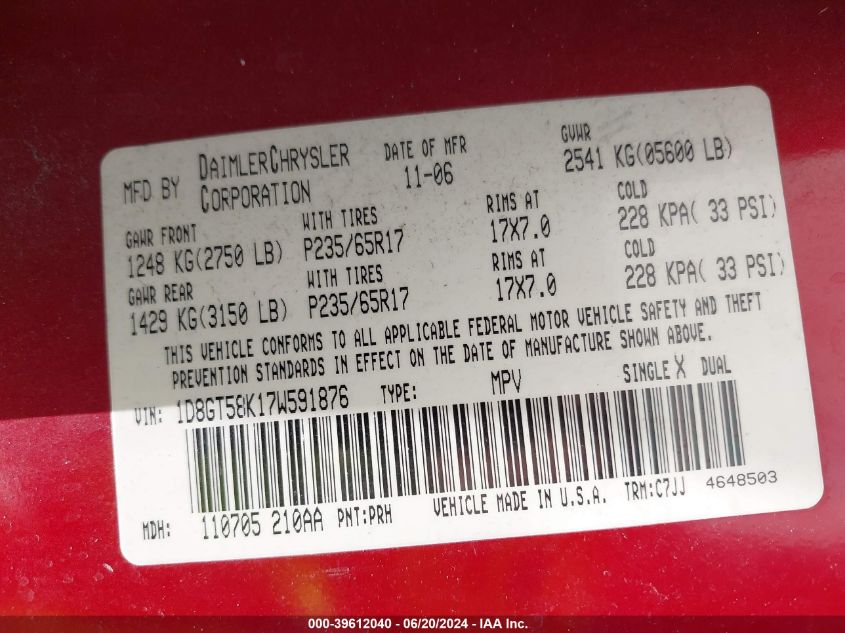 MFD BY DAIMLERCHRYSLER CORPORATION DATE OF MFR 11-06 GVWR 2541 KG(05600 LB)
GAWR FRONT WITH TIRES RIMS AT COLD
1248 KG(2750 LB) P235/65R17 17X7.0 228 KPA( 33 PSI)
GAWR REAR WITH TIRES RIMS AT COLD
1429 KG(3150 LB) P235/65R17 17X7.0 228 KPA( 33 PSI)
THIS VEHICLE CONFORMS TO ALL APPLICABLE FEDERAL MOTOR VEHICLE SAFETY AND THEFT
PREVENTION STANDARDS IN EFFECT ON THE DATE OF MANUFACTURE SHOWN ABOVE.
VIN: 1D8GT58K17W591876 TYPE: MPV SINGLE X DUAL
MDH: 110705 210AA PNT:PRH VEHICLE MADE IN U.S.A. TRM:C7JJ 4648503
000-39612040 - 06/20/2024 - IAA Inc.